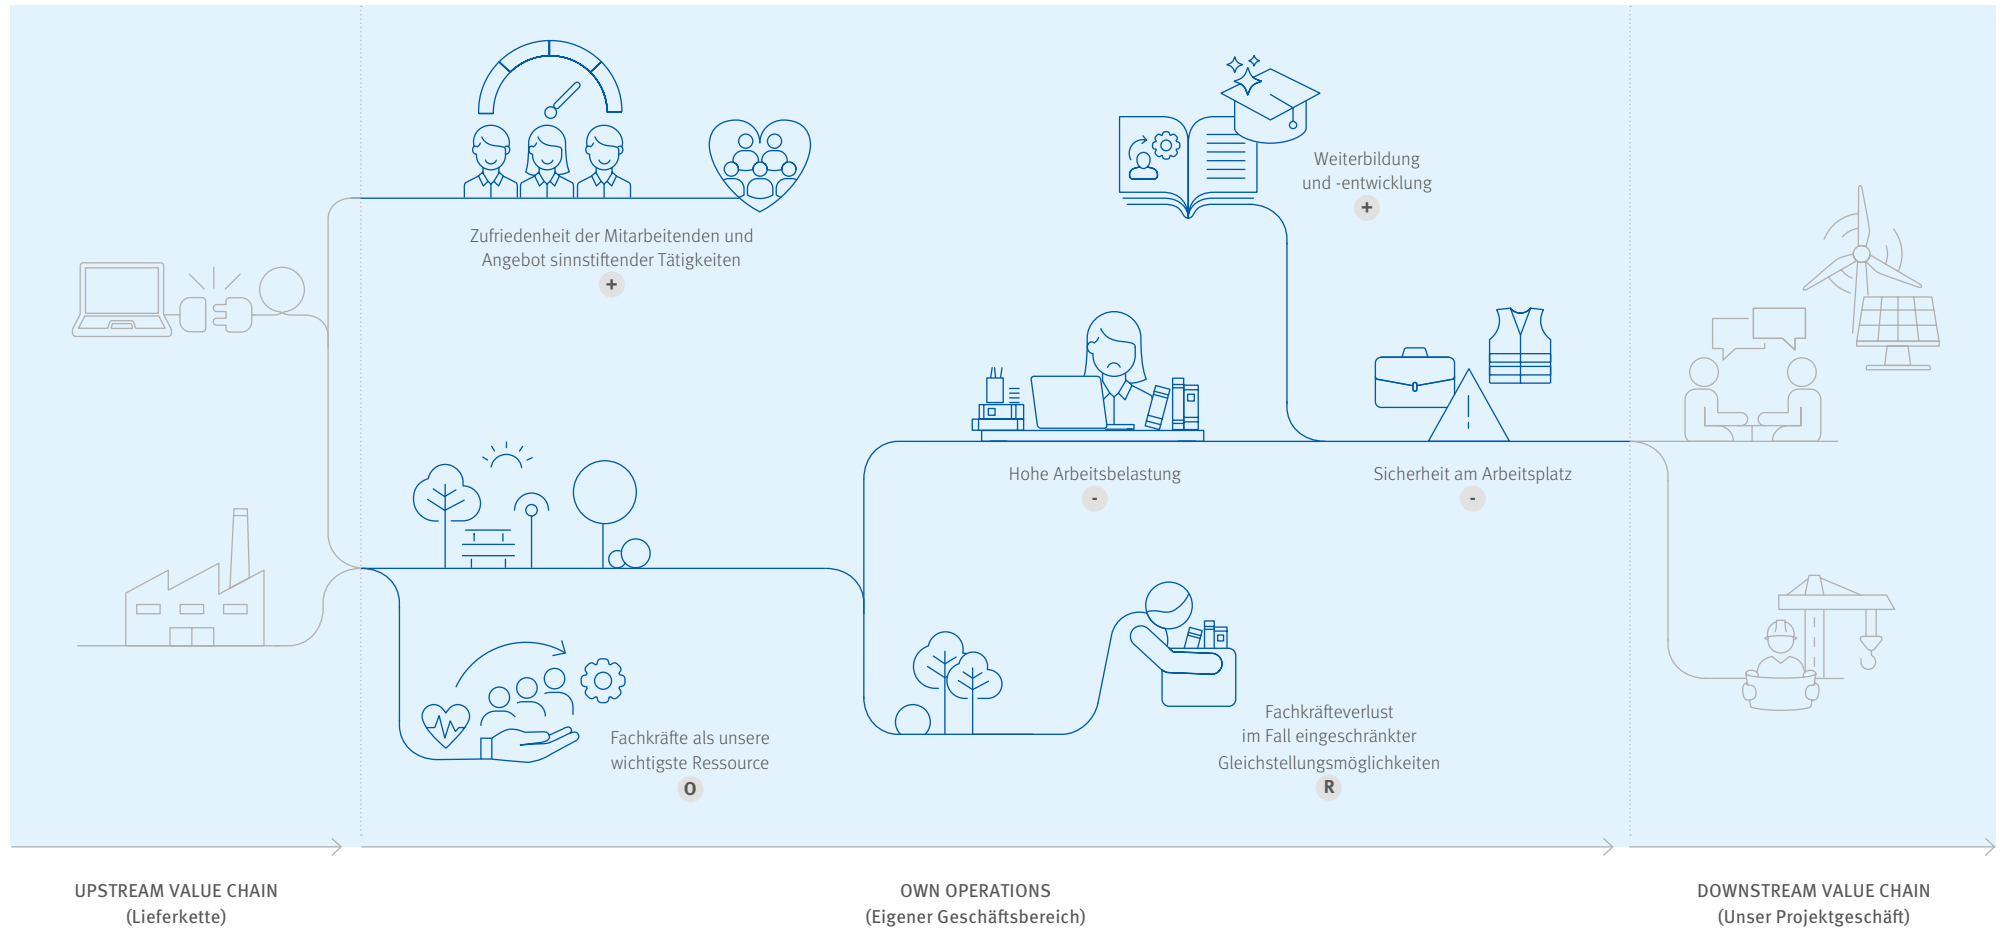 Zufriedenheit der Mitarbeitenden und
Angebot sinnstiftender Tätigkeiten
+
Weiterbildung
und -entwicklung
+
Hohe Arbeitsbelastung
-
Sicherheit am Arbeitsplatz
-
Fachkräfte als unsere
wichtigste Ressource
O
Fachkräfteverlust
im Fall eingeschränkter
Gleichstellungsmöglichkeiten
R
UPSTREAM VALUE CHAIN
(Lieferkette)
OWN OPERATIONS
(Eigener Geschäftsbereich)
DOWNSTREAM VALUE CHAIN
(Unser Projektgeschäft)